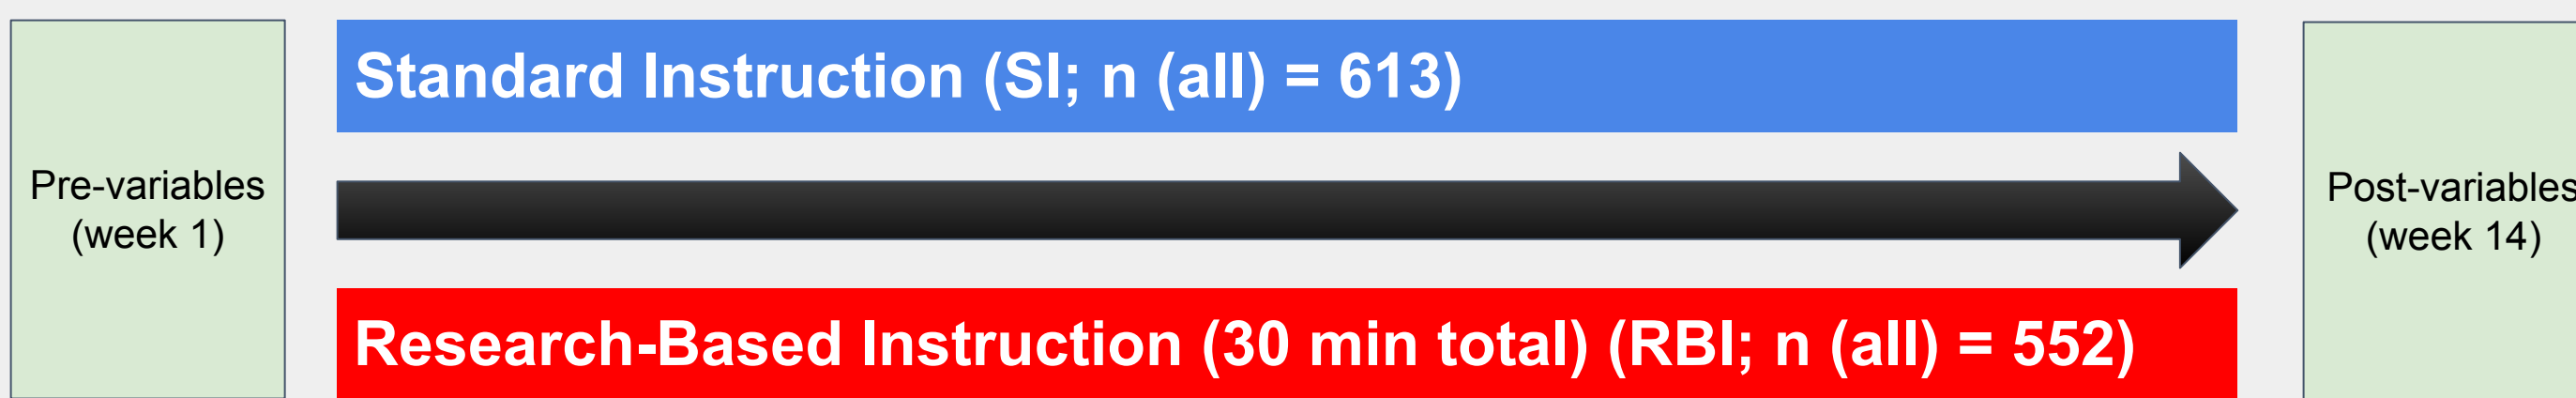 Standard Instruction (SI; n (all) = 613)
Pre-variables
(week 1)
Post-variables
(week 14)
Research-Based Instruction (30 min total) (RBI; n (all) = 552)